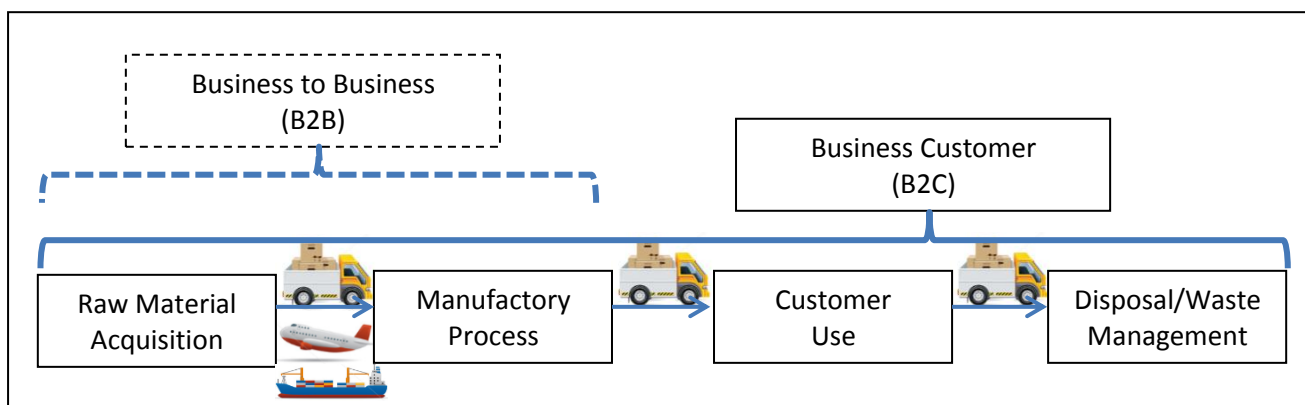 Business to Business
(B2B)
Business Customer
(B2C)
Raw Material
Acquisition
Manufactory
Process
Customer
Use
Disposal/Waste
Management